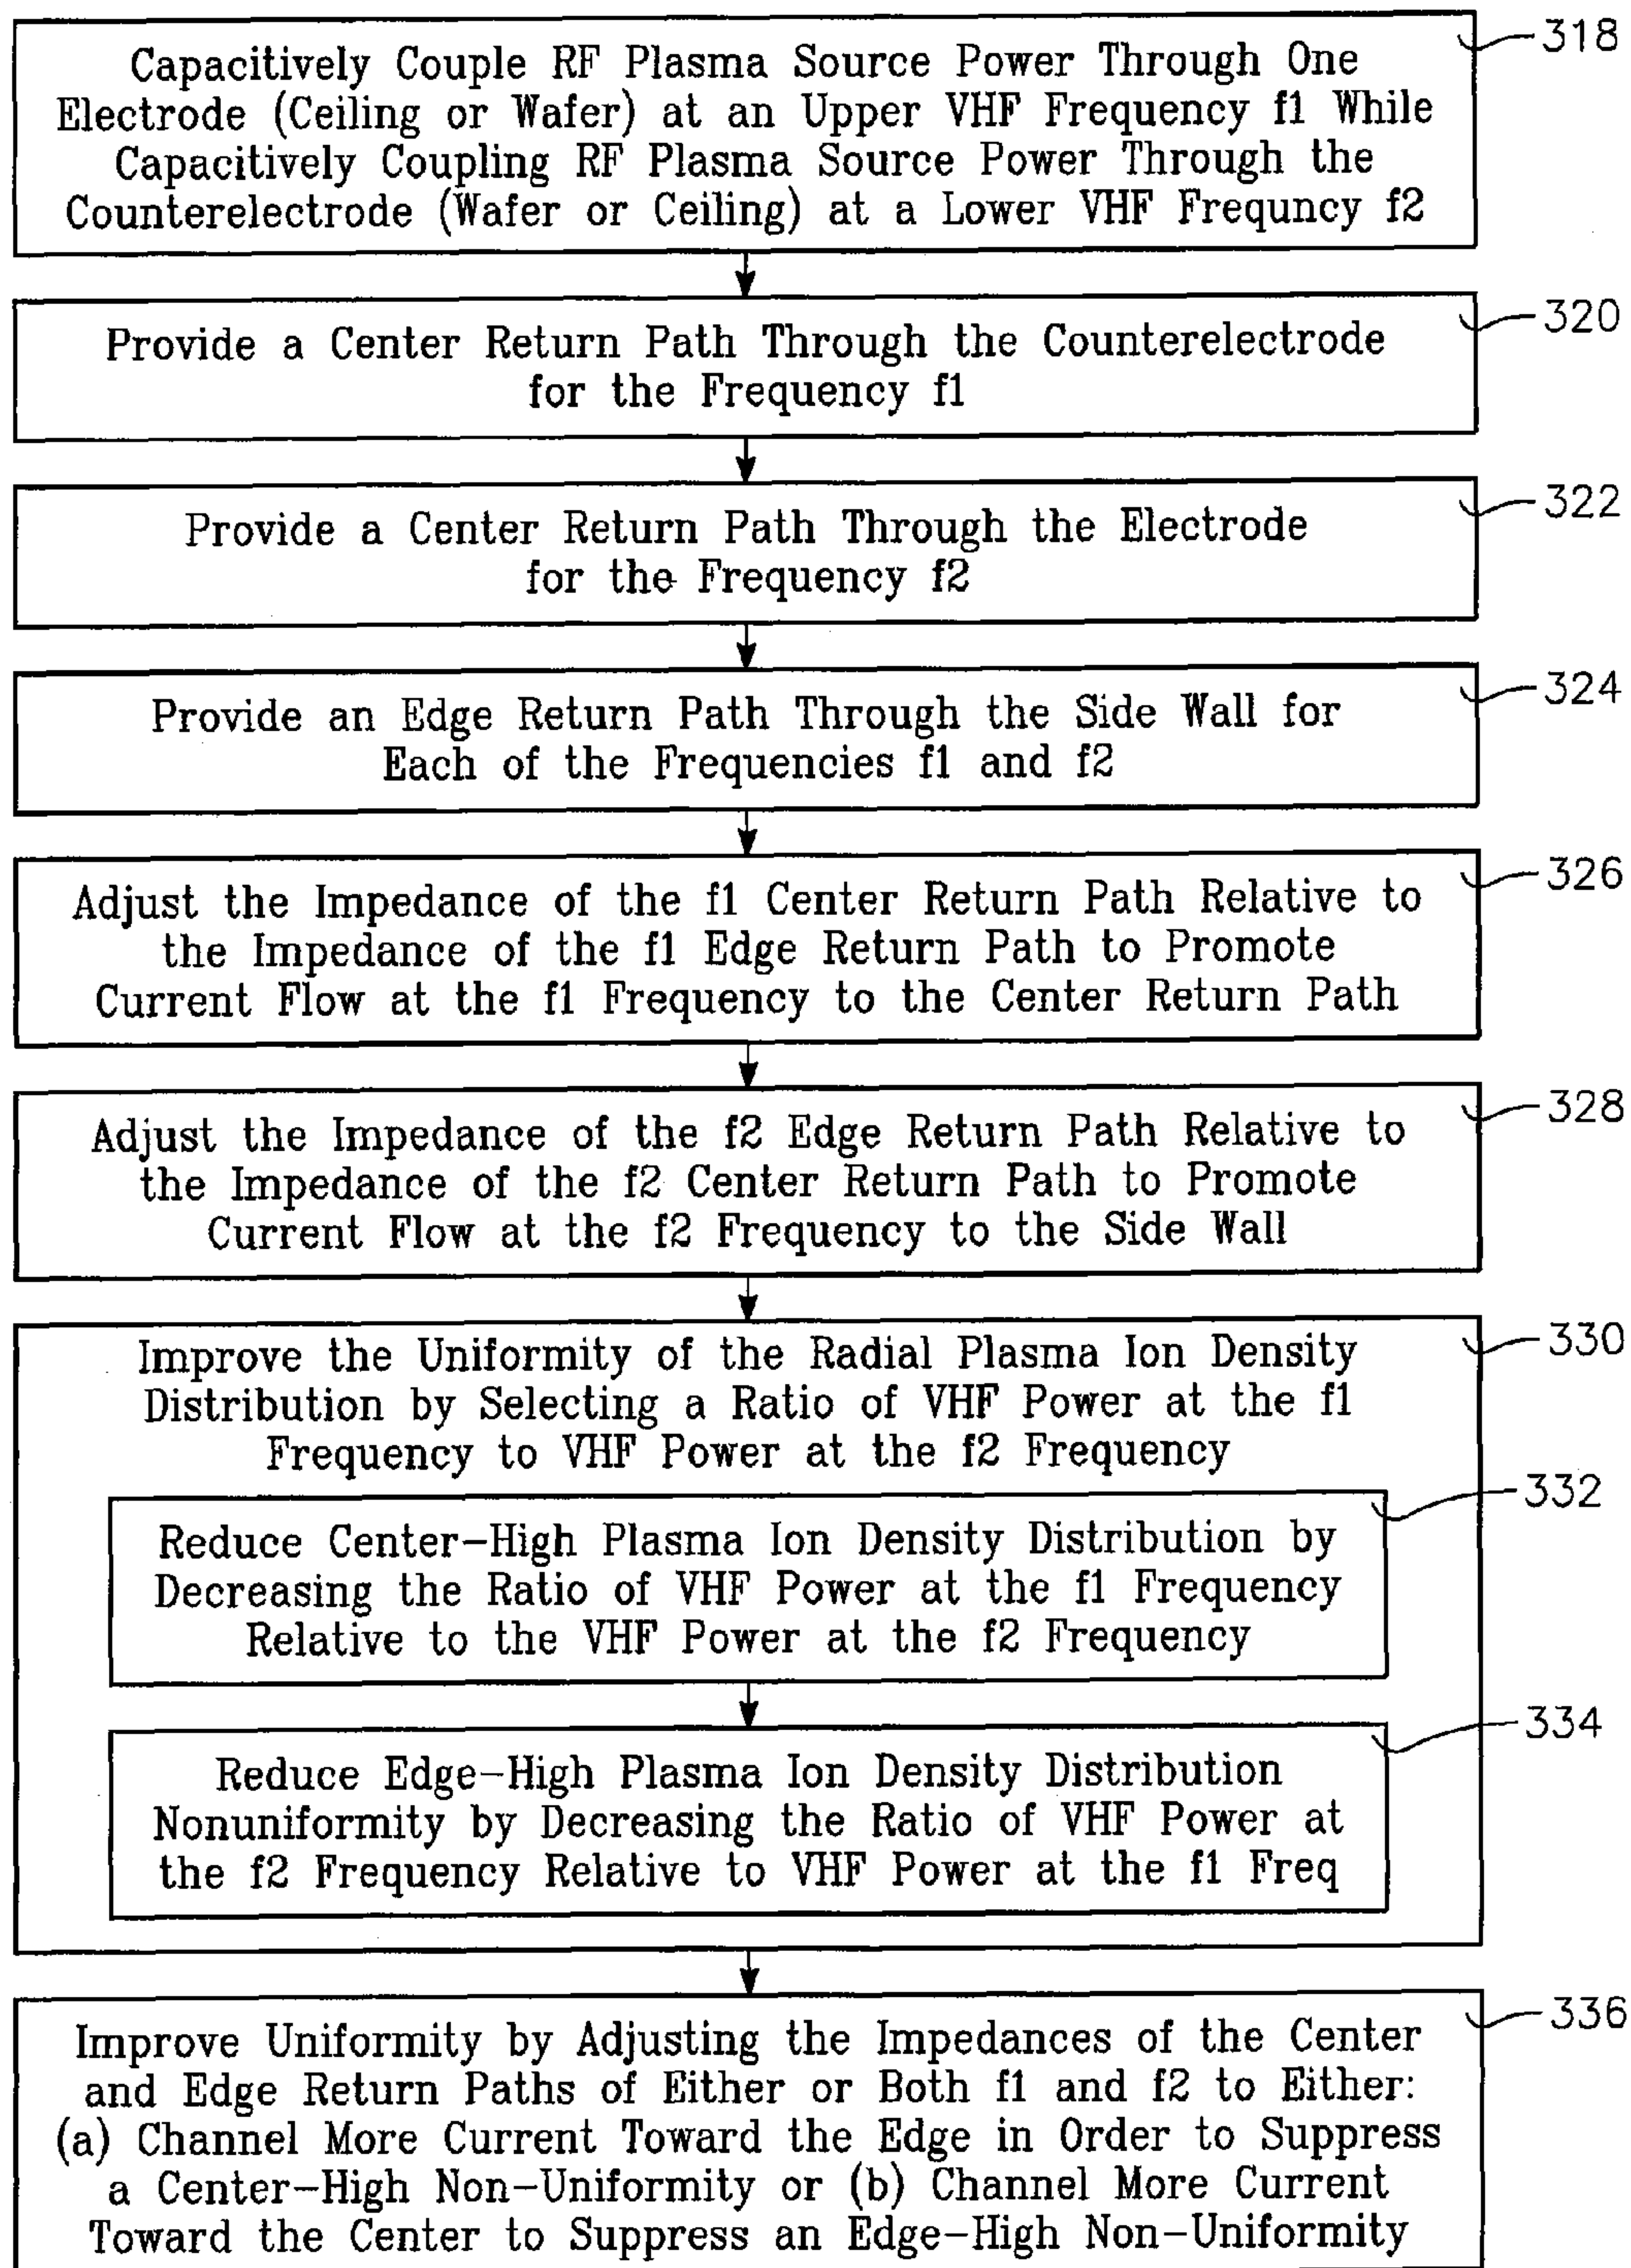 318
Capacitively Couple RF Plasma Source Power Through One
Electrode (Ceiling or Wafer) at an Upper VHF Frequency f1 While
Capacitively Coupling RF Plasma Source Power Through the
Counterelectrode (Wafer or Ceiling) at a Lower VHF Frequncy f2
320
Provide a Center Return Path Through the Counterelectrode
for the Frequency f1
322
Provide a Center Return Path Through the Electrode
for the Frequency f2
324
Provide an Edge Return Path Through the Side Wall for
Each of the Frequencies f1 and f2
326
Adjust the Impedance of the f1 Center Return Path Relative to
the Impedance of the f1 Edge Return Path to Promote
Current Flow at the f1 Frequency to the Center Return Path
328
Adjust the Impedance of the f2 Edge Return Path Relative to
the Impedance of the f2 Center Return Path to Promote
Current Flow at the f2 Frequency to the Side Wall
330
Improve the Uniformity of the Radial Plasma Ion Density
Distribution by Selecting a Ratio of VHF Power at the f1
Frequency to VHF Power at the f2 Frequency
332
Reduce Center-High Plasma Ion Density Distribution by
Decreasing the Ratio of VHF Power at the f1 Frequency
Relative to the VHF Power at the f2 Frequency
334
Reduce Edge-High Plasma Ion Density Distribution
Nonuniformity by Decreasing the Ratio of VHF Power at
the f2 Frequency Relative to VHF Power at the f1 Freq
336
Improve Uniformity by Adjusting the Impedances of the Center
and Edge Return Paths of Either or Both f1 and f2 to Either:
(a) Channel More Current Toward the Edge in Order to Suppress
a Center-High Non-Uniformity or (b) Channel More Current
Toward the Center to Suppress an Edge-High Non-Uniformity